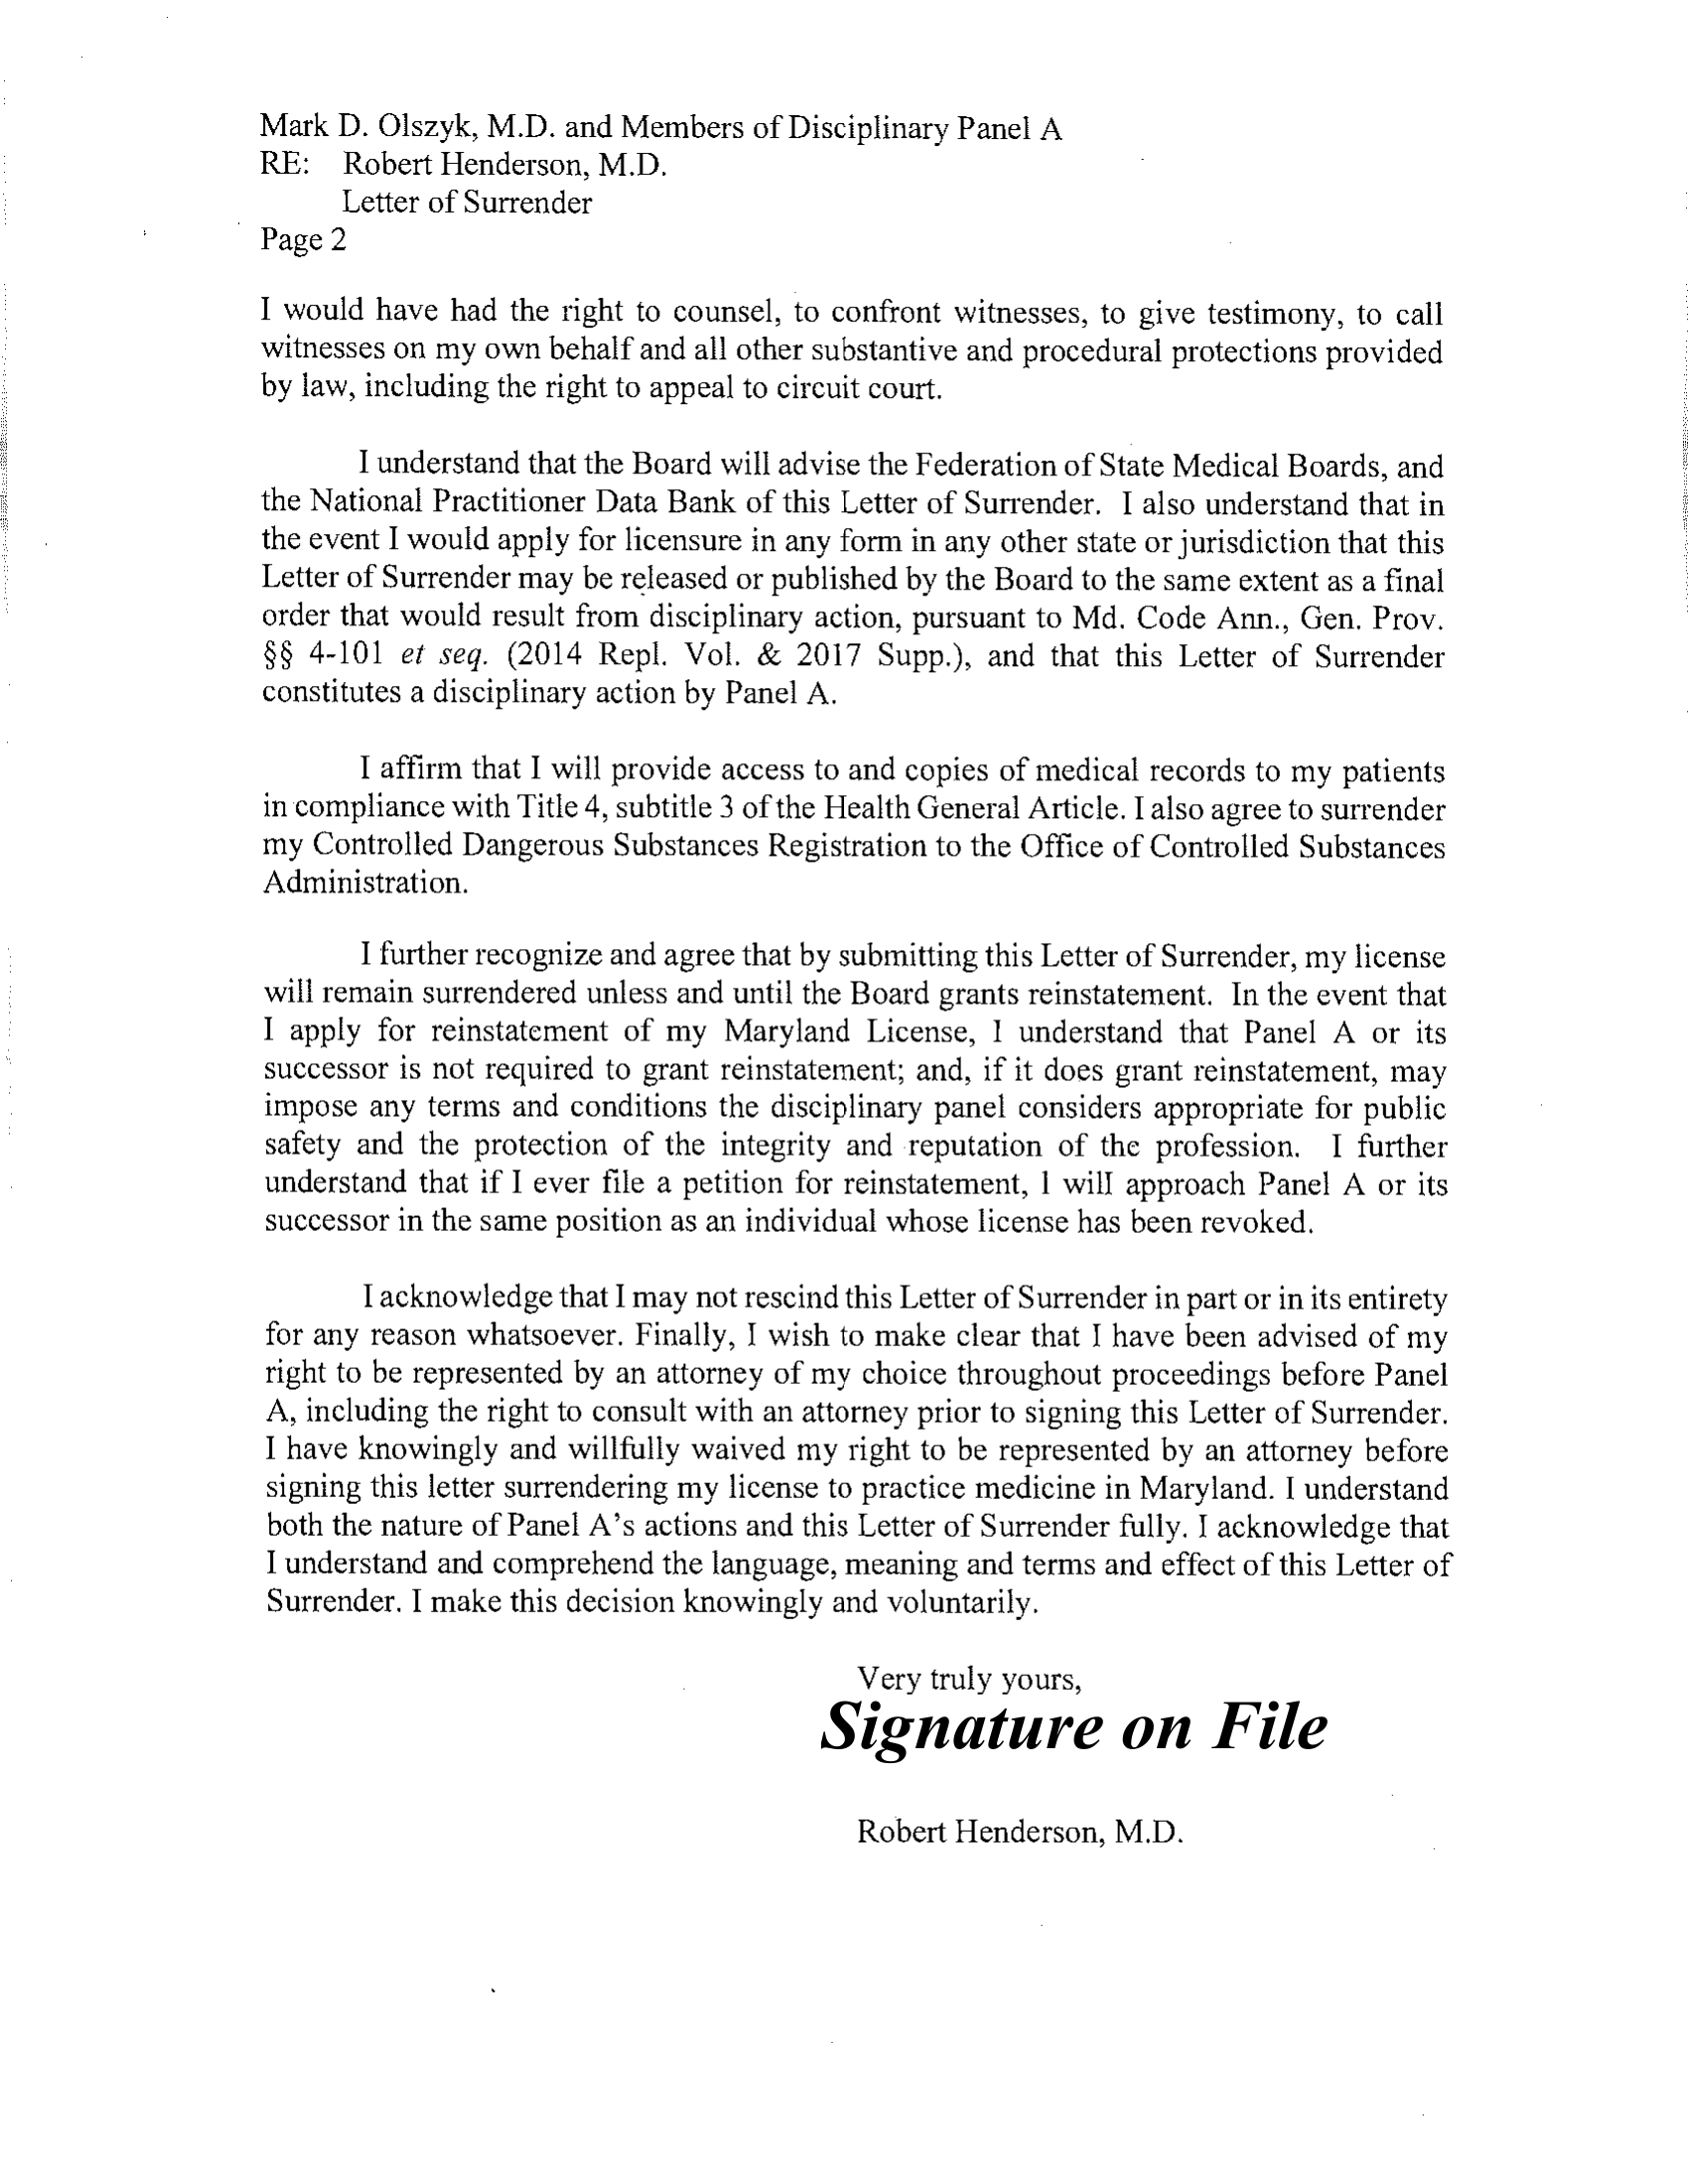 Mark D. Olszyk, M.D. and Members of Disciplinary Panel A
RE: Robert Henderson, M.D.
Letter of Surrender
Page 2
I would have had the right to counsel, to confront witnesses, to give testimony, to call
witnesses on my own behalf and all other substantive and procedural protections provided
by law, including the right to appeal to circuit court.
I understand that the Board will advise the Federation of State Medical Boards, and
the National Practitioner Data Bank of this Letter of Surrender. I also understand that in
the event I would apply for licensure in any form in any other state or jurisdiction that this
Letter of Surrender may be released or published by the Board to the same extent as a final
order that would result from disciplinary action, pursuant to Md. Code Ann., Gen. Prov.
§§ 4-101 et seq. (2014 Repl. Vol. & 2017 Supp.), and that this Letter of Surrender
constitutes a disciplinary action by Panel A.
I affirm that I will provide access to and copies of medical records to my patients
in compliance with Title 4, subtitle 3 of the Health General Article. I also agree to surrender
my Controlled Dangerous Substances Registration to the Office of Controlled Substances
Administration.
I further recognize and agree that by submitting this Letter of Surrender, my license
will remain surrendered unless and until the Board grants reinstatement. In the event that
I apply for reinstatement of my Maryland License, I understand that Panel A or its
successor is not required to grant reinstatement; and, if it does grant reinstatement, may
impose any terms and conditions the disciplinary panel considers appropriate for public
safety and the protection of the integrity and reputation of the profession. I further
understand that if I ever file a petition for reinstatement, I will approach Panel A or its
successor in the same position as an individual whose license has been revoked.
I acknowledge that I may not rescind this Letter of Surrender in part or in its entirety
for any reason whatsoever. Finally, I wish to make clear that I have been advised of my
right to be represented by an attorney of my choice throughout proceedings before Panel
A, including the right to consult with an attorney prior to signing this Letter of Surrender.
I have knowingly and willfully waived my right to be represented by an attorney before
signing this letter surrendering my license to practice medicine in Maryland. I understand
both the nature of Panel A's actions and this Letter of Surrender fully. I acknowledge that
I understand and comprehend the language, meaning and terms and effect of this Letter of
Surrender. I make this decision knowingly and voluntarily.
Very truly yours,
Signature on File
Robert Henderson, M.D.